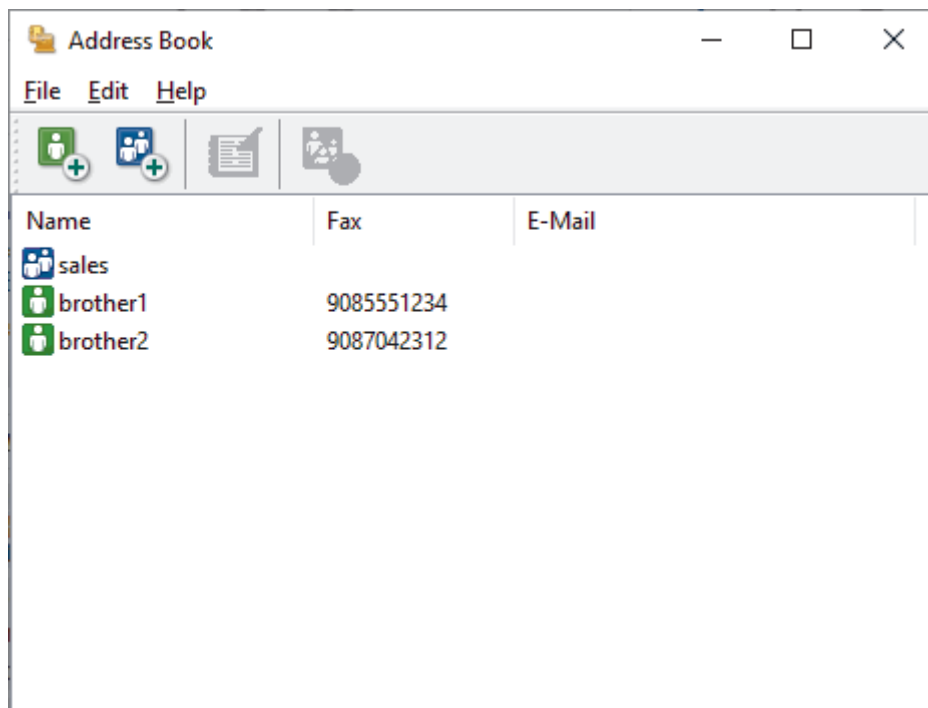 Address Book
File Edit Help
Name Fax E-Mail
sales
brother1 9085551234
brother2 9087042312